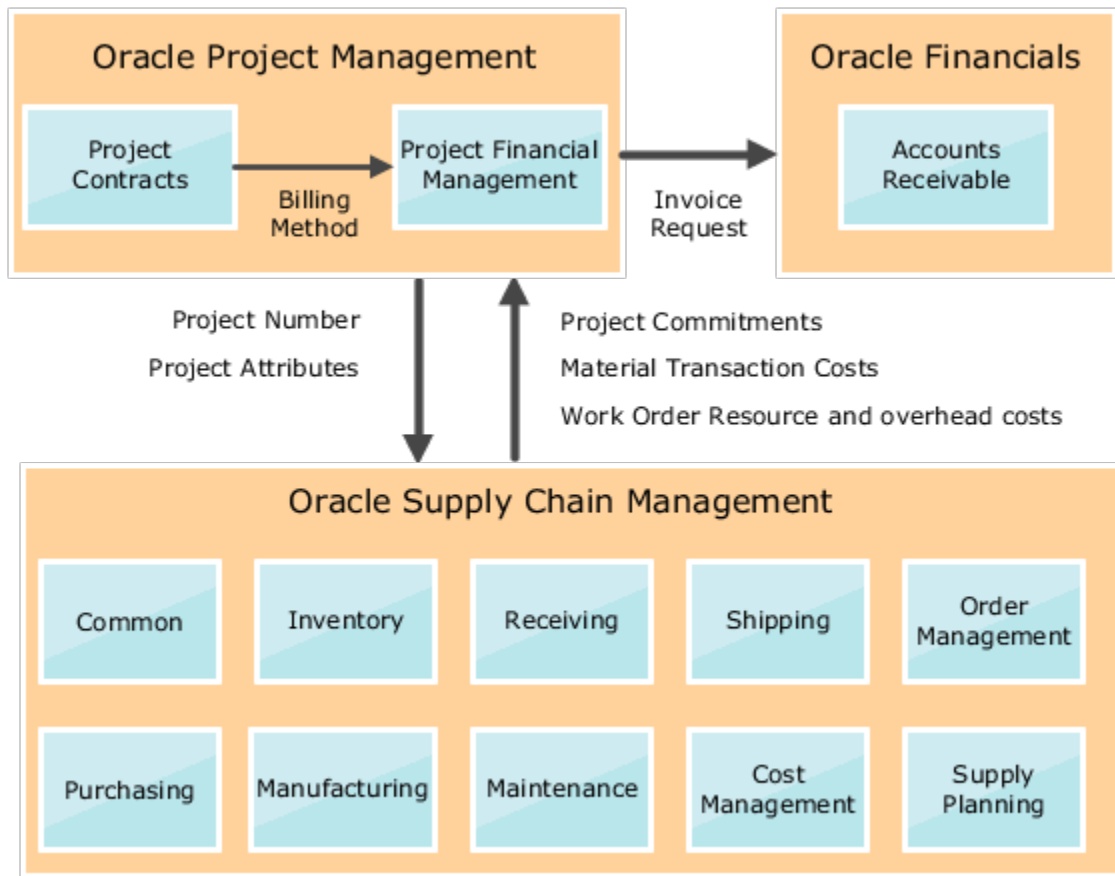 Oracle Project Management
Project
Contracts
Billing
Method
Project Financial
Management
Invoice
Request
Oracle Financials
Accounts
Receivable
Project Number
Project Attributes
Project Commitments
Material Transaction Costs
Work Order Resource and overhead costs
Oracle Supply Chain Management
Common
Inventory
Receiving
Shipping
Order
Management
Purchasing
Manufacturing
Maintenance
Cost
Management
Supply
Planning